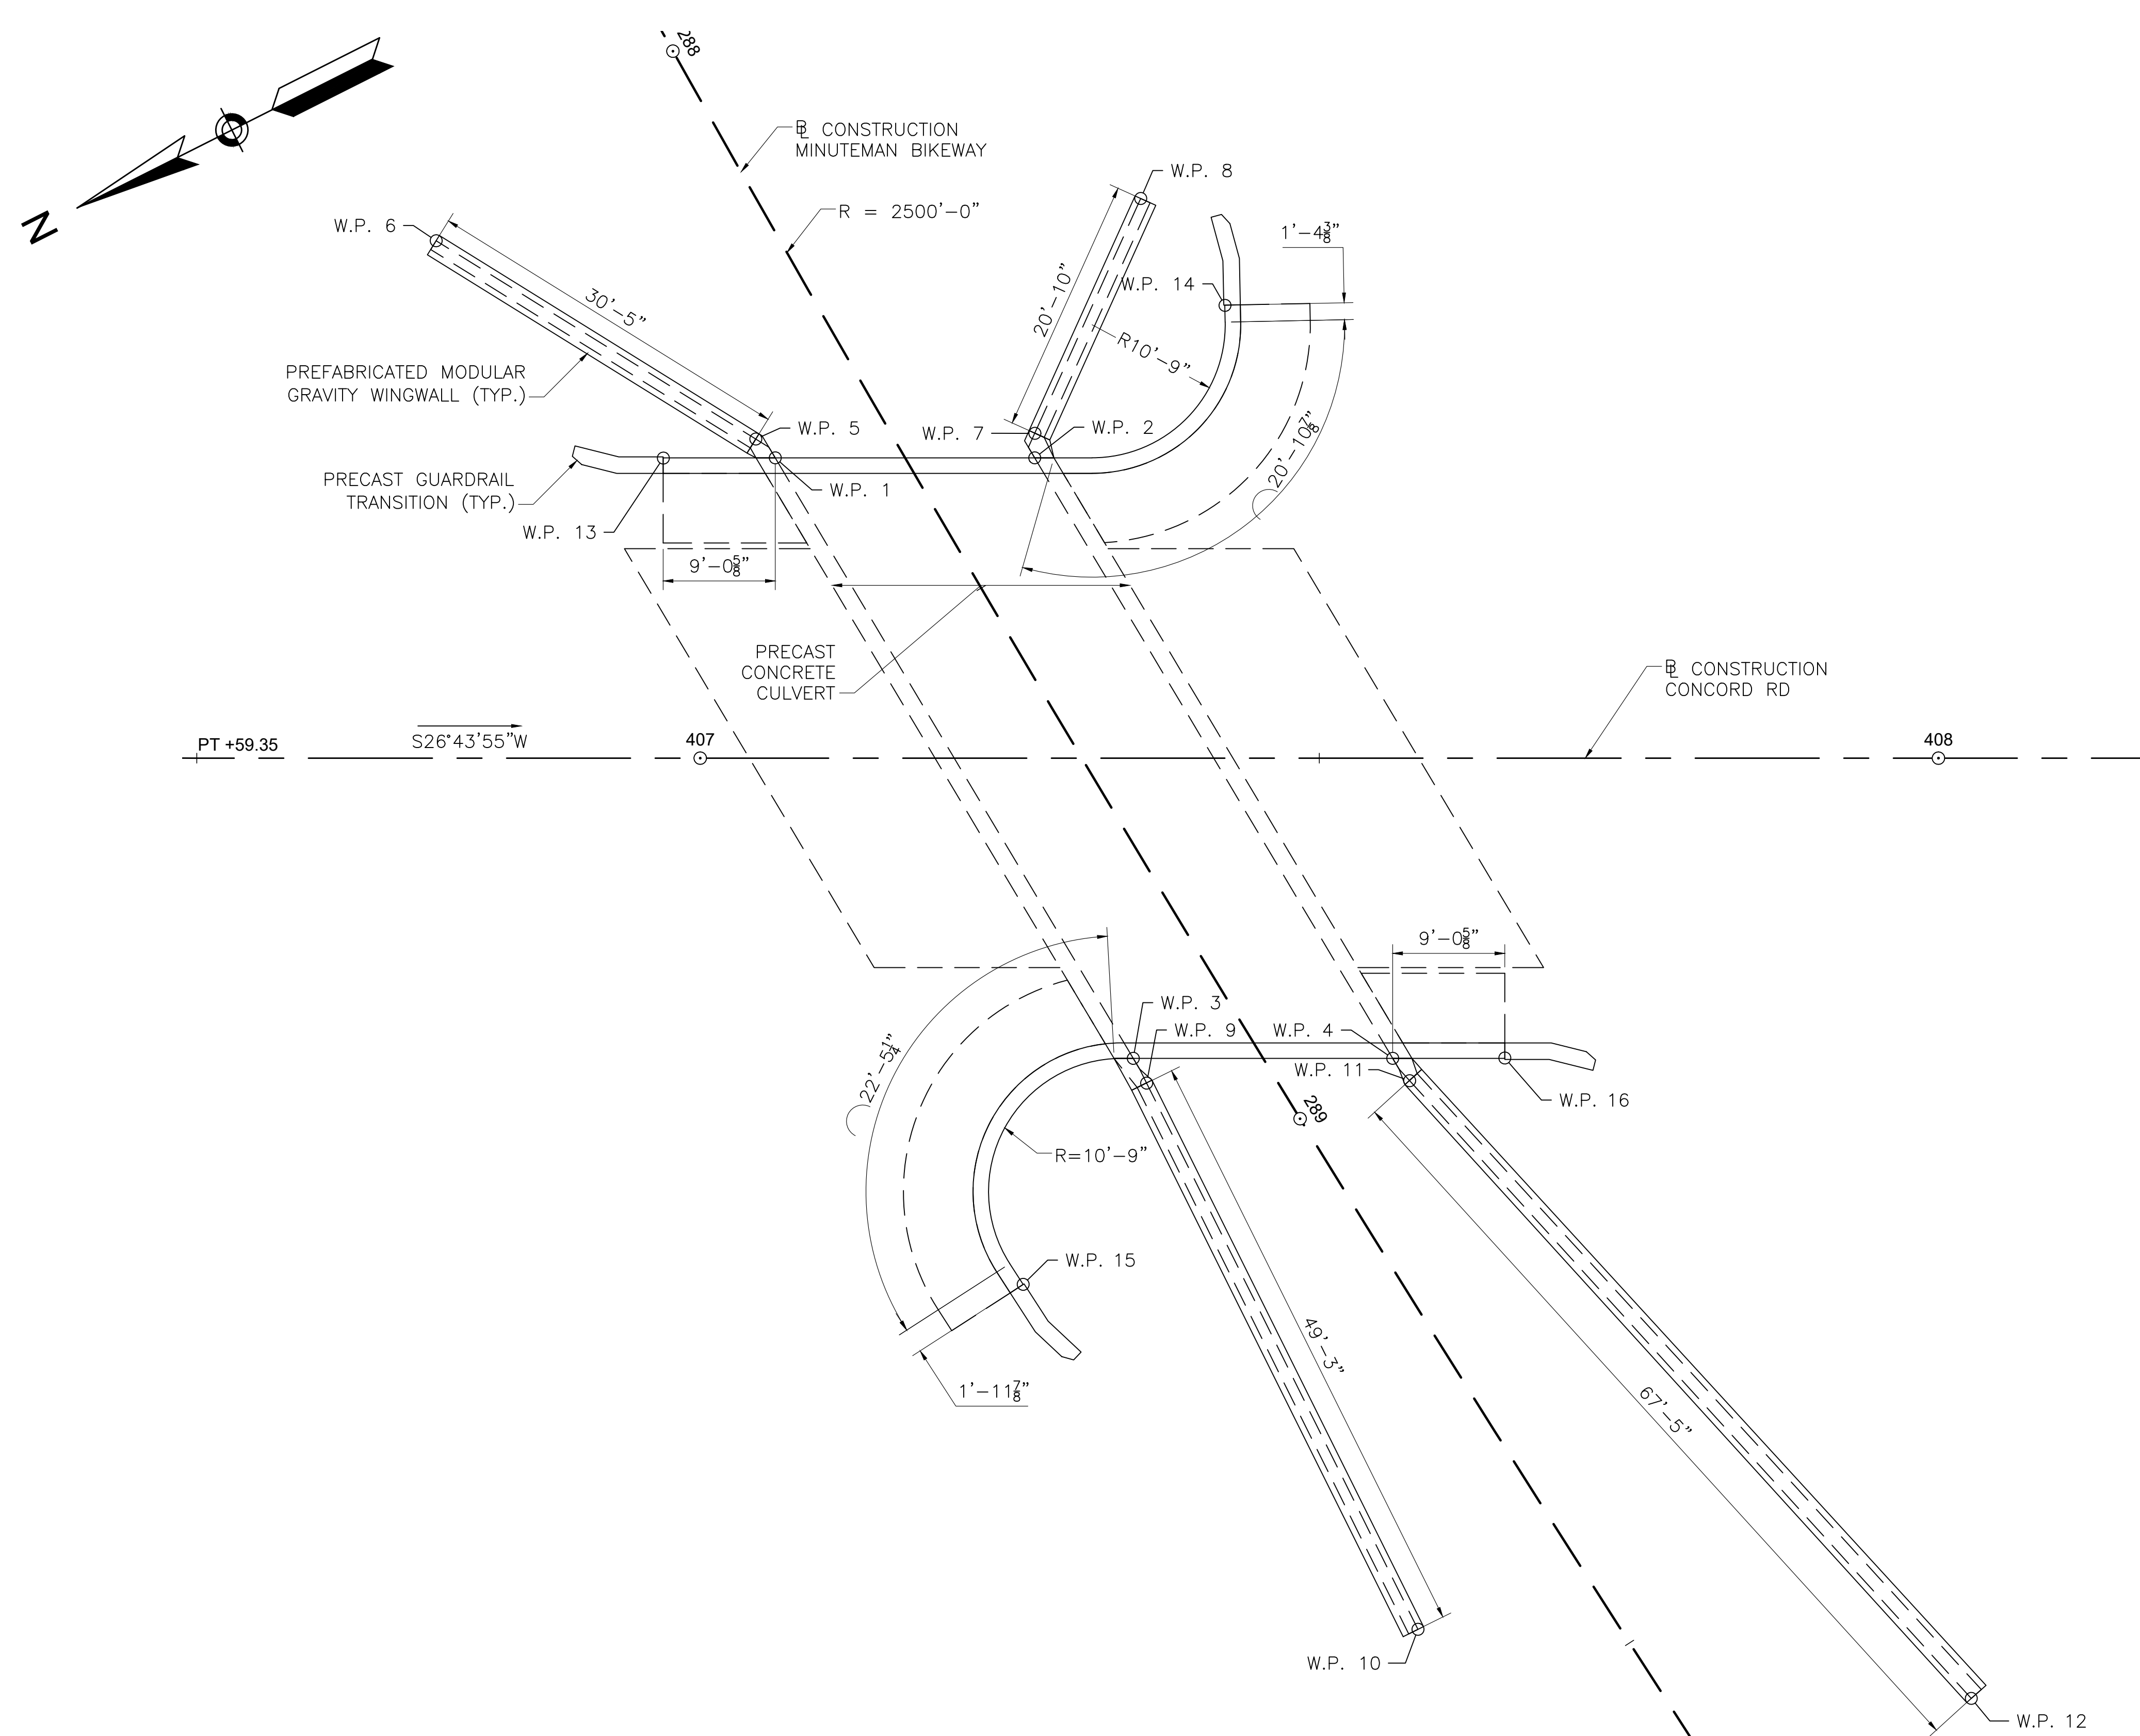 288
℄ CONSTRUCTION
MINUTEMAN BIKEWAY
W.P. 8
R = 2500'-0"
W.P. 6
N
1'-4⅜"
20'-10"
W.P. 14
30'-5"
R10'-9"
PREFABRICATED MODULAR
GRAVITY WINGWALL (TYP.)
W.P. 5
W.P. 7
W.P. 2
20'-10⅞"
PRECAST GUARDRAIL
TRANSITION (TYP.)
W.P. 1
W.P. 13
9'-0⅝"
PRECAST
CONCRETE
CULVERT
℄ CONSTRUCTION
CONCORD RD
PT +59.35
S26°43'55"W
407
408
9'-0⅝"
W.P. 3
W.P. 9
W.P. 4
W.P. 11
22'-5¼"
289
W.P. 16
R=10'-9"
W.P. 15
49'-3"
1'-11⅞"
67'-5"
W.P. 10
W.P. 12